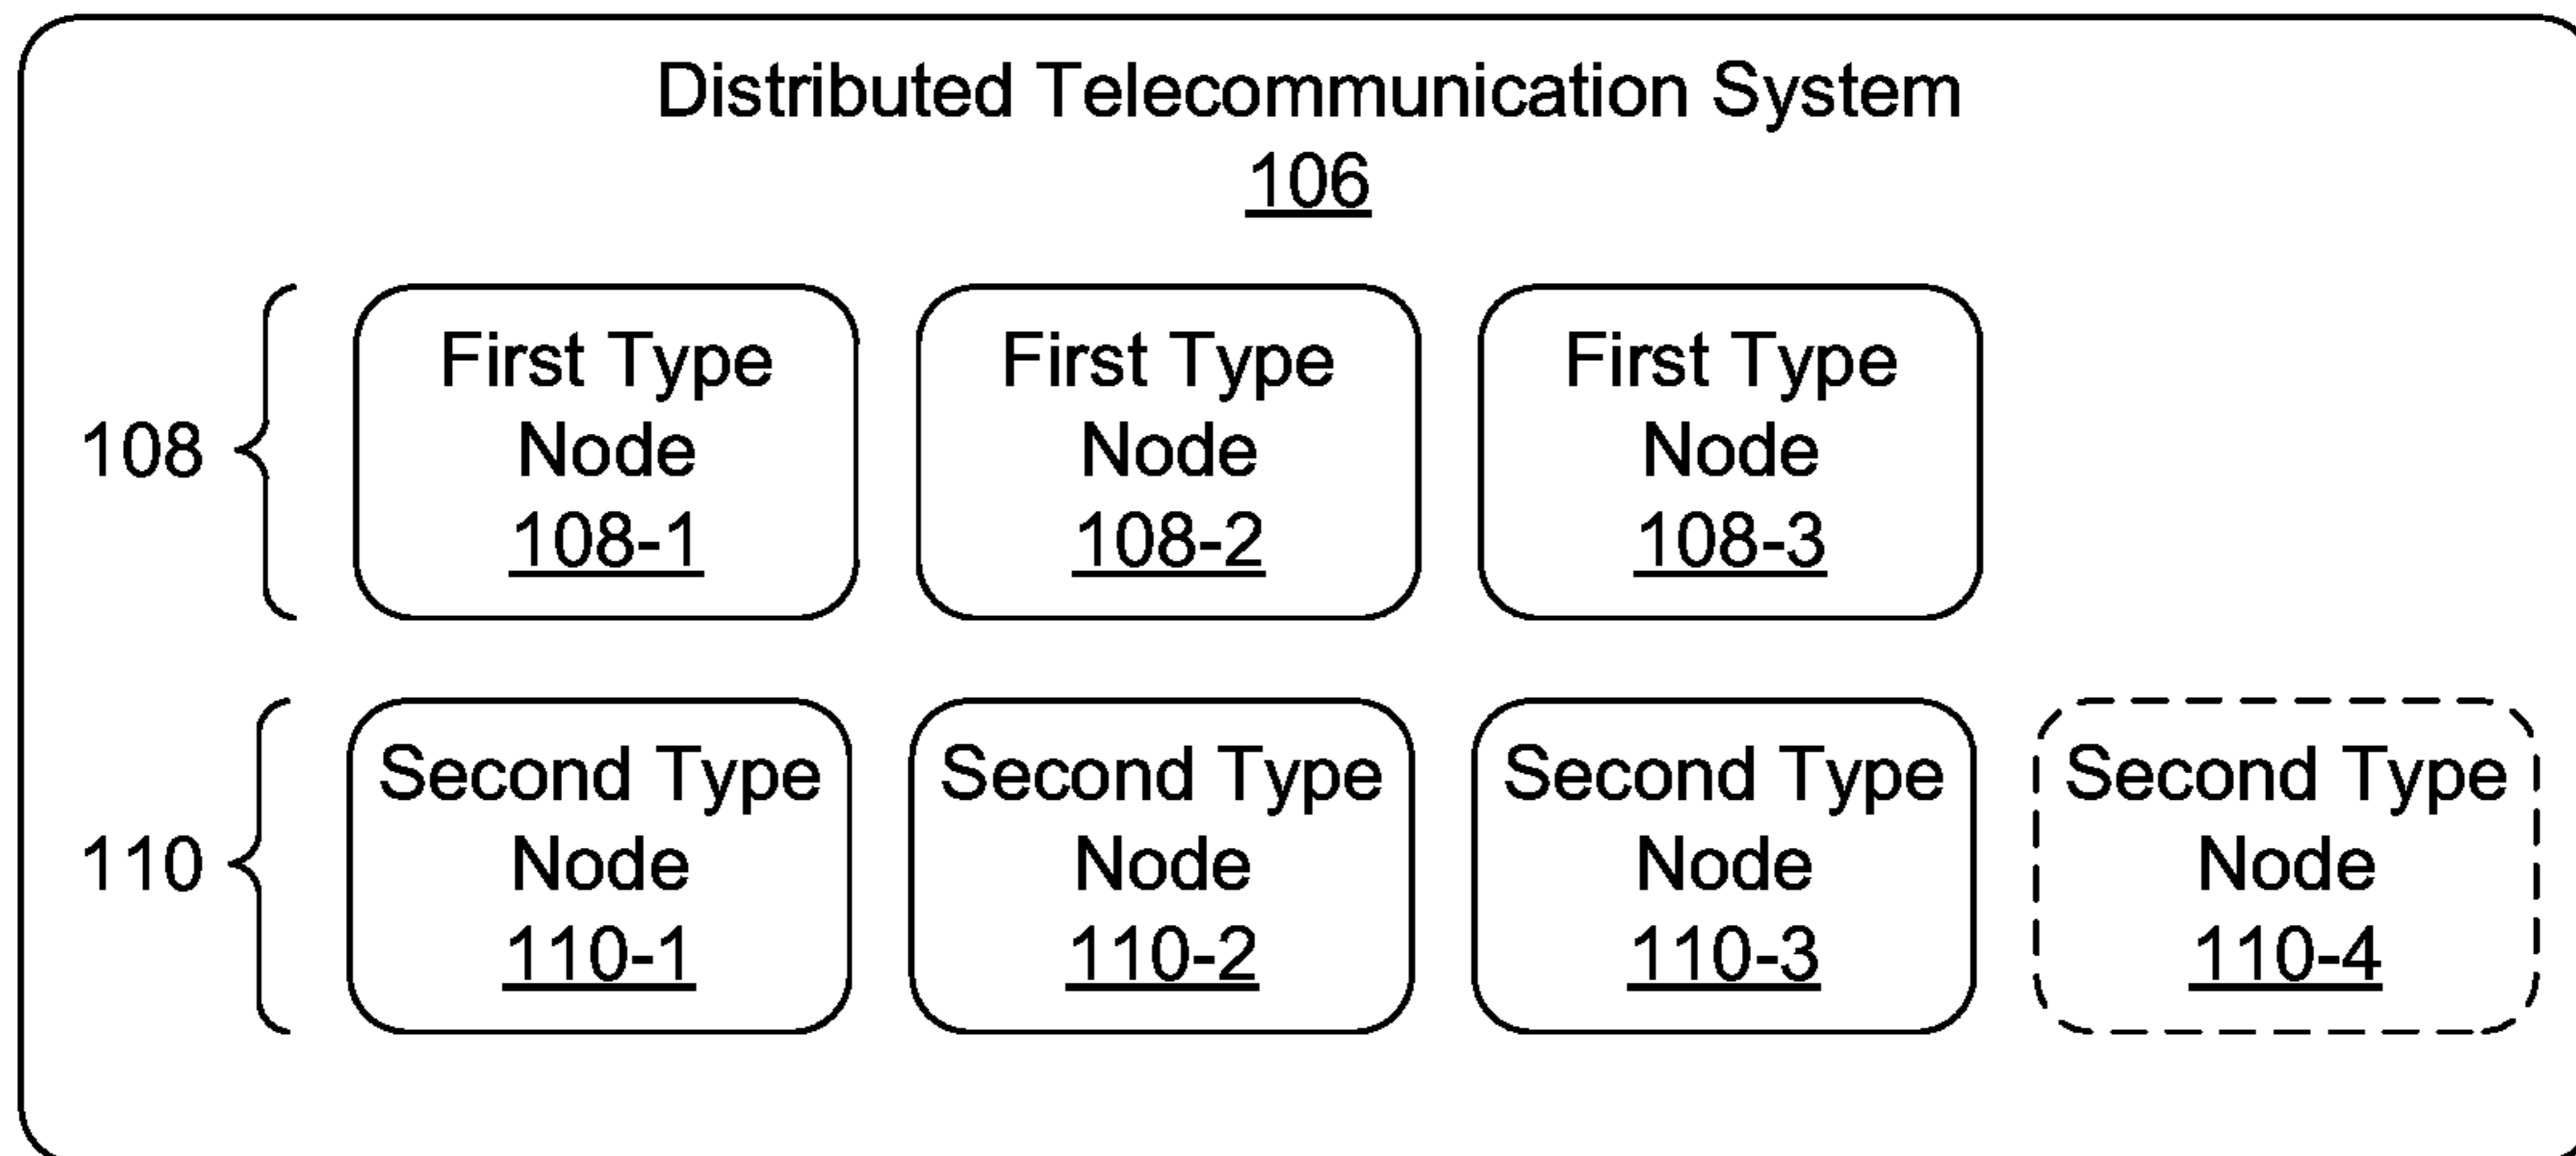 Distributed Telecommunication System
106
108
First Type
Node
108-1
First Type
Node
108-2
First Type
Node
108-3
110
Second Type
Node
110-1
Second Type
Node
110-2
Second Type
Node
110-3
Second Type
Node
110-4